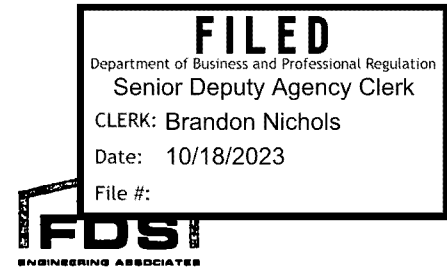 FILED
Department of Business and Professional Regulation
Senior Deputy Agency Clerk
CLERK: Brandon Nichols
Date: 10/18/2023
File #:
FDS
ENGINEERING ASSOCIATES